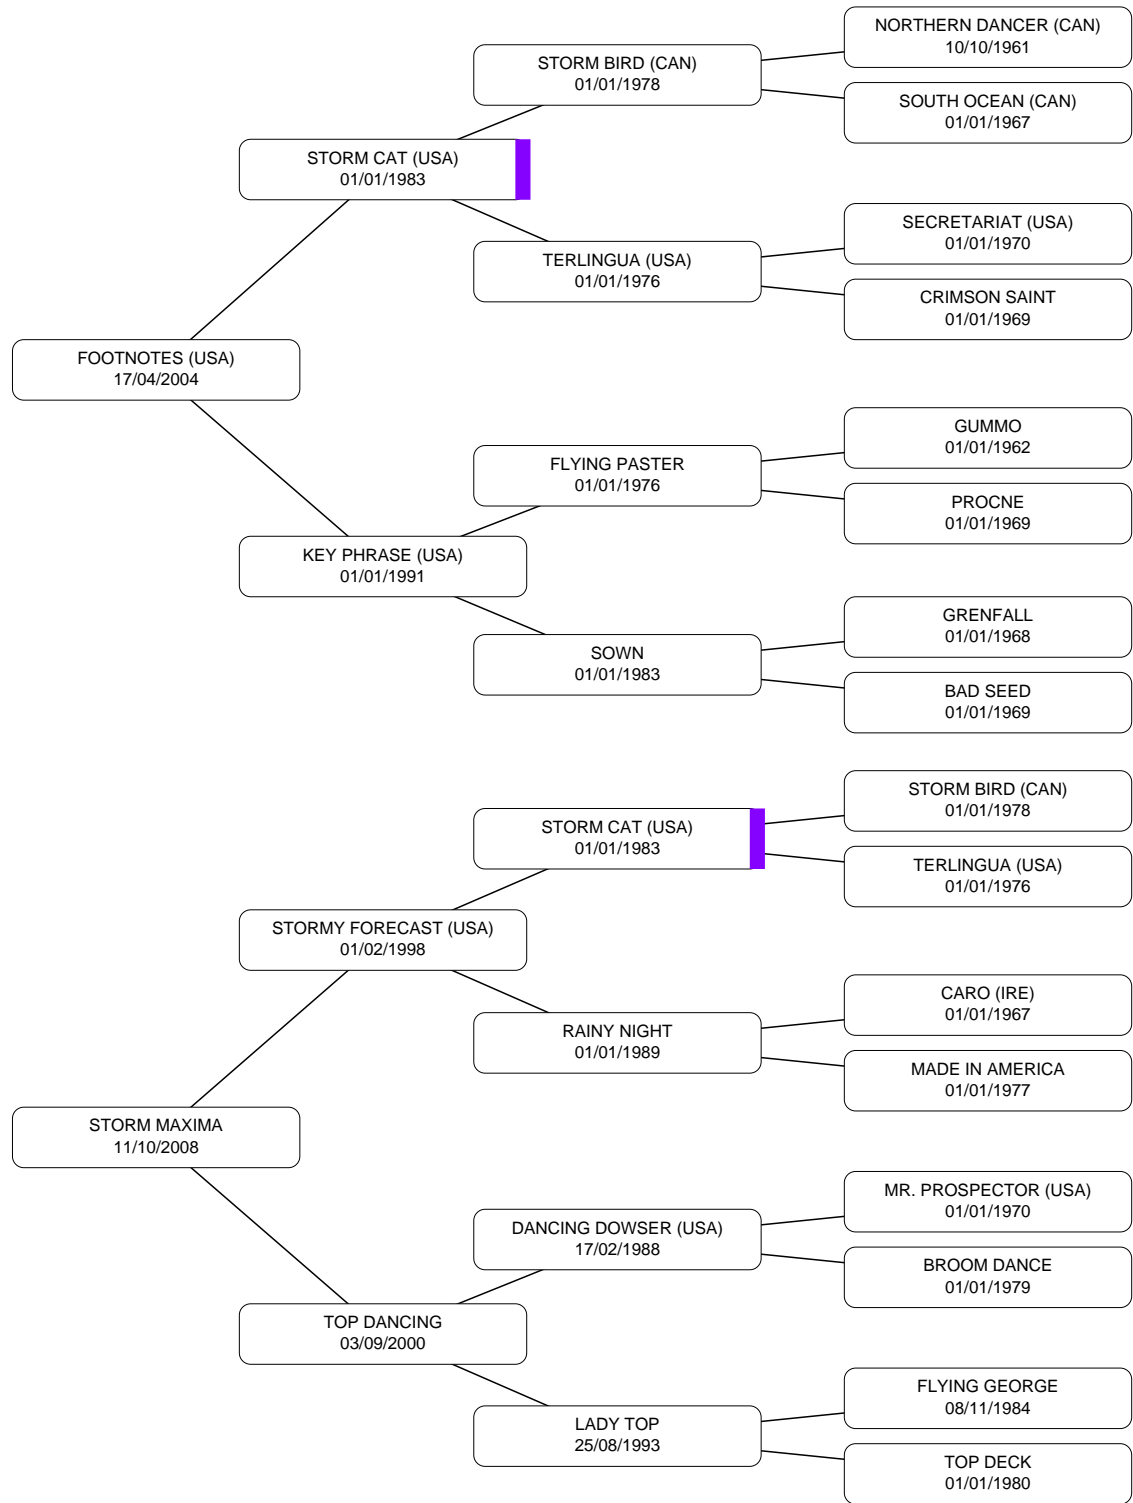 NORTHERN DANCER (CAN)
10/10/1961
STORM BIRD (CAN)
01/01/1978
SOUTH OCEAN (CAN)
01/01/1967
STORM CAT (USA)
01/01/1983
SECRETARIAT (USA)
01/01/1970
TERLINGUA (USA)
01/01/1976
CRIMSON SAINT
01/01/1969
FOOTNOTES (USA)
17/04/2004
GUMMO
01/01/1962
FLYING PASTER
01/01/1976
PROCNE
01/01/1969
KEY PHRASE (USA)
01/01/1991
GRENFALL
01/01/1968
SOWN
01/01/1983
BAD SEED
01/01/1969
STORM BIRD (CAN)
01/01/1978
STORM CAT (USA)
01/01/1983
TERLINGUA (USA)
01/01/1976
STORMY FORECAST (USA)
01/02/1998
CARO (IRE)
01/01/1967
RAINY NIGHT
01/01/1989
MADE IN AMERICA
01/01/1977
STORM MAXIMA
11/10/2008
MR. PROSPECTOR (USA)
01/01/1970
DANCING DOWSER (USA)
17/02/1988
BROOM DANCE
01/01/1979
TOP DANCING
03/09/2000
FLYING GEORGE
08/11/1984
LADY TOP
25/08/1993
TOP DECK
01/01/1980